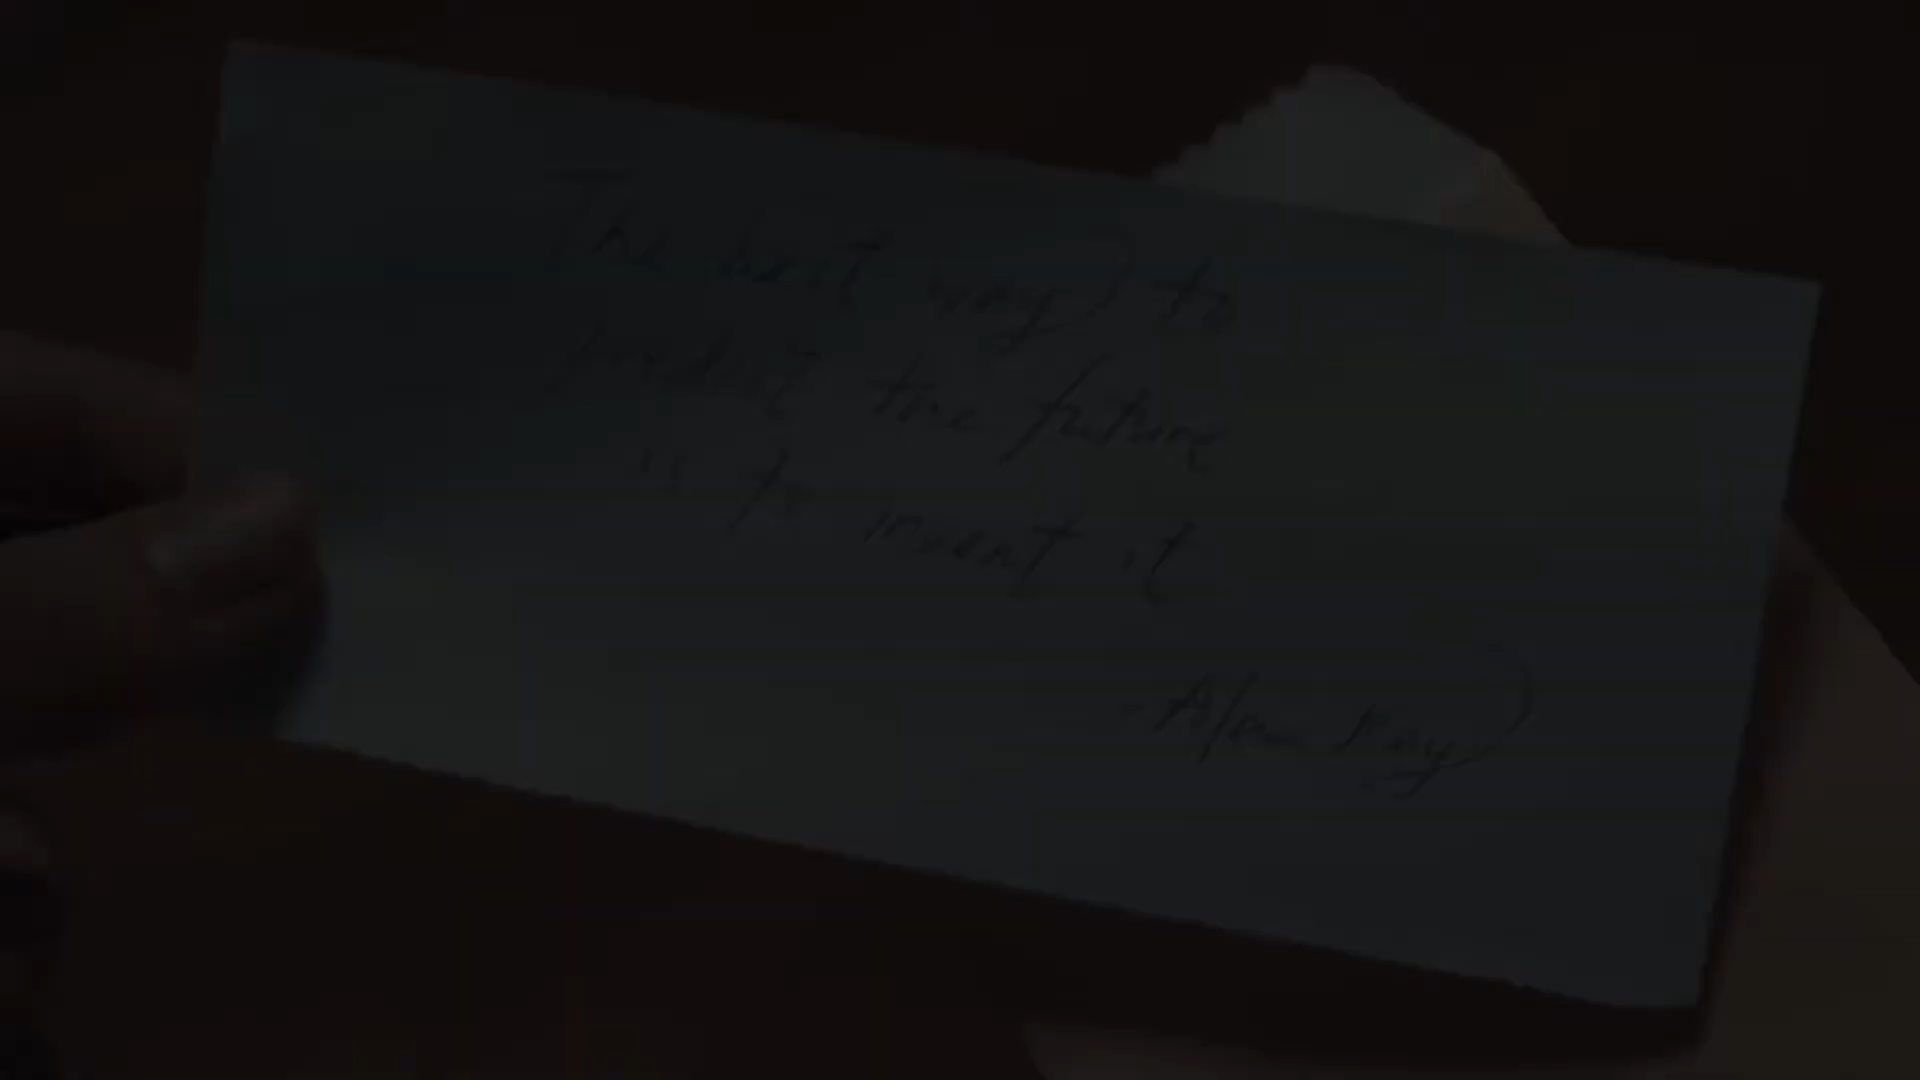 The best way to
predict the future
is to invent it
- Alan Kay